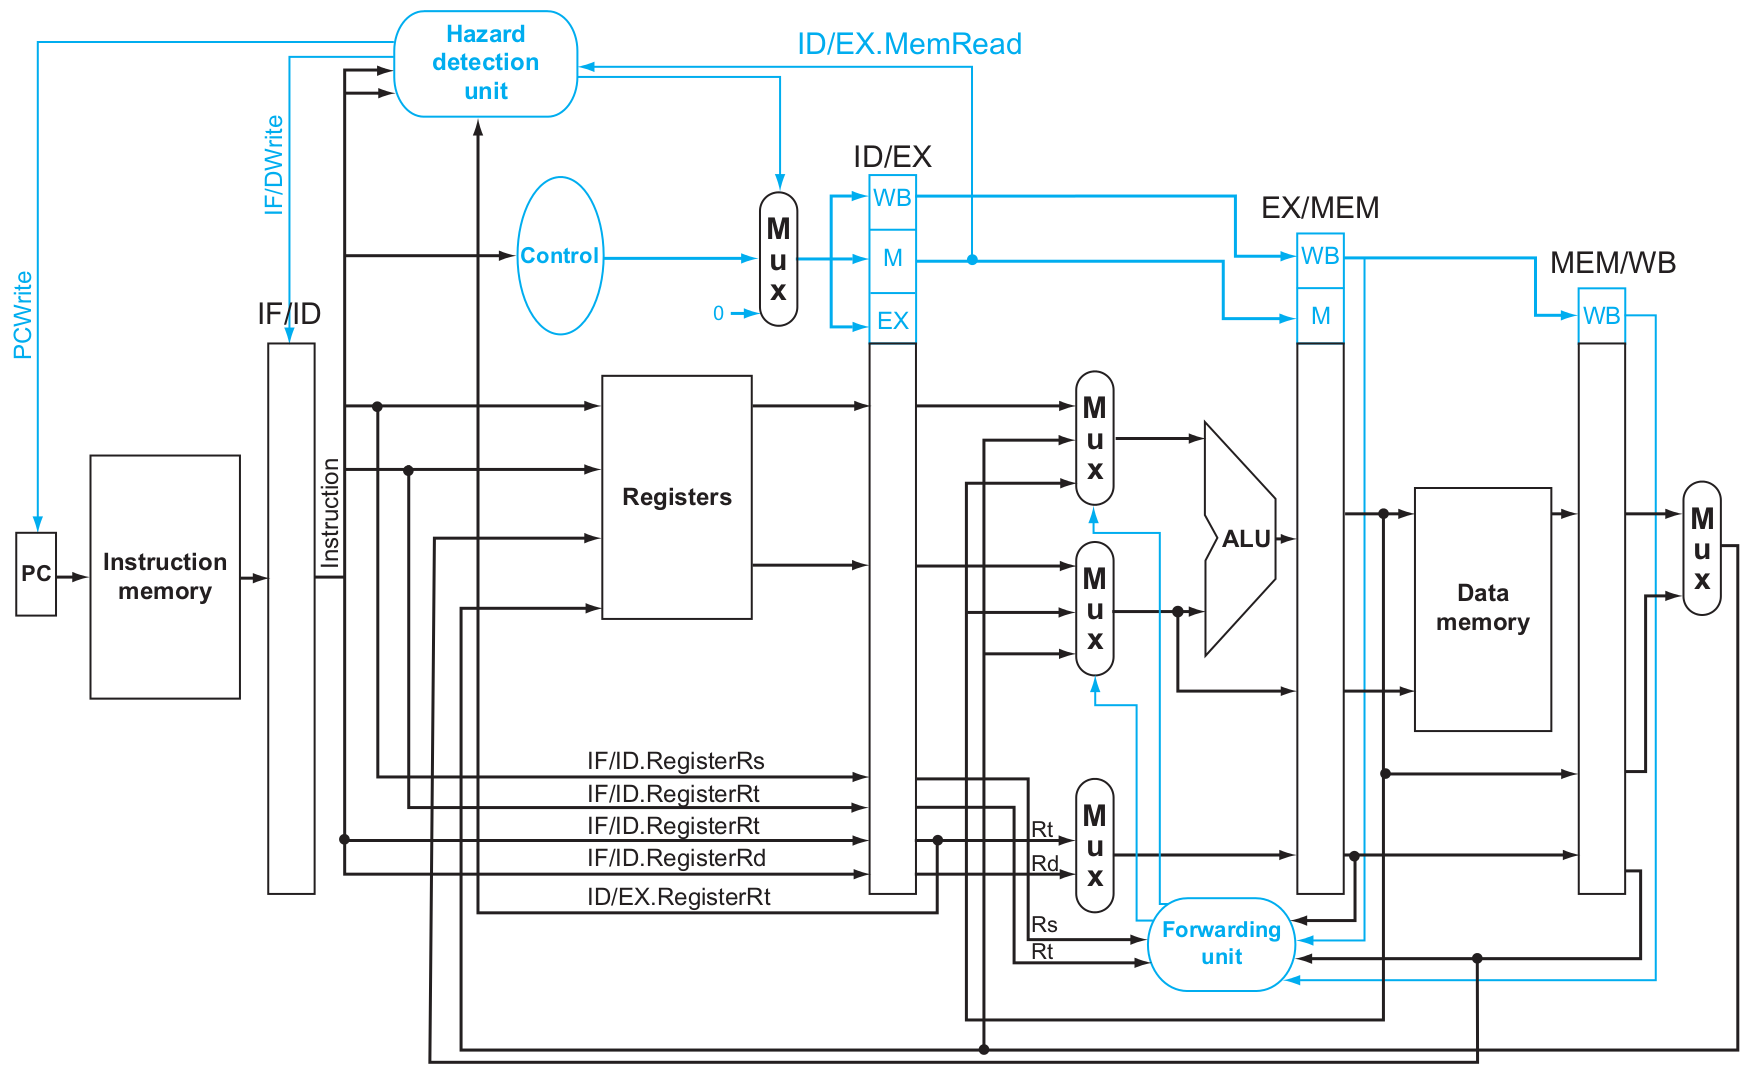 Hazard
detection
unit
ID/EX.MemRead
IF/DWrite
PCWrite
ID/EX
WB
M
EX
EX/MEM
WB
M
MEM/WB
WB
Control
M
u
x
0
IF/ID
Instruction
PC
Instruction
memory
Registers
M
u
x
M
u
x
ALU
Data
memory
M
u
x
IF/ID.RegisterRs
IF/ID.RegisterRt
IF/ID.RegisterRt
IF/ID.RegisterRd
ID/EX.RegisterRt
Rt
Rd
M
u
x
Rs
Rt
Forwarding
unit